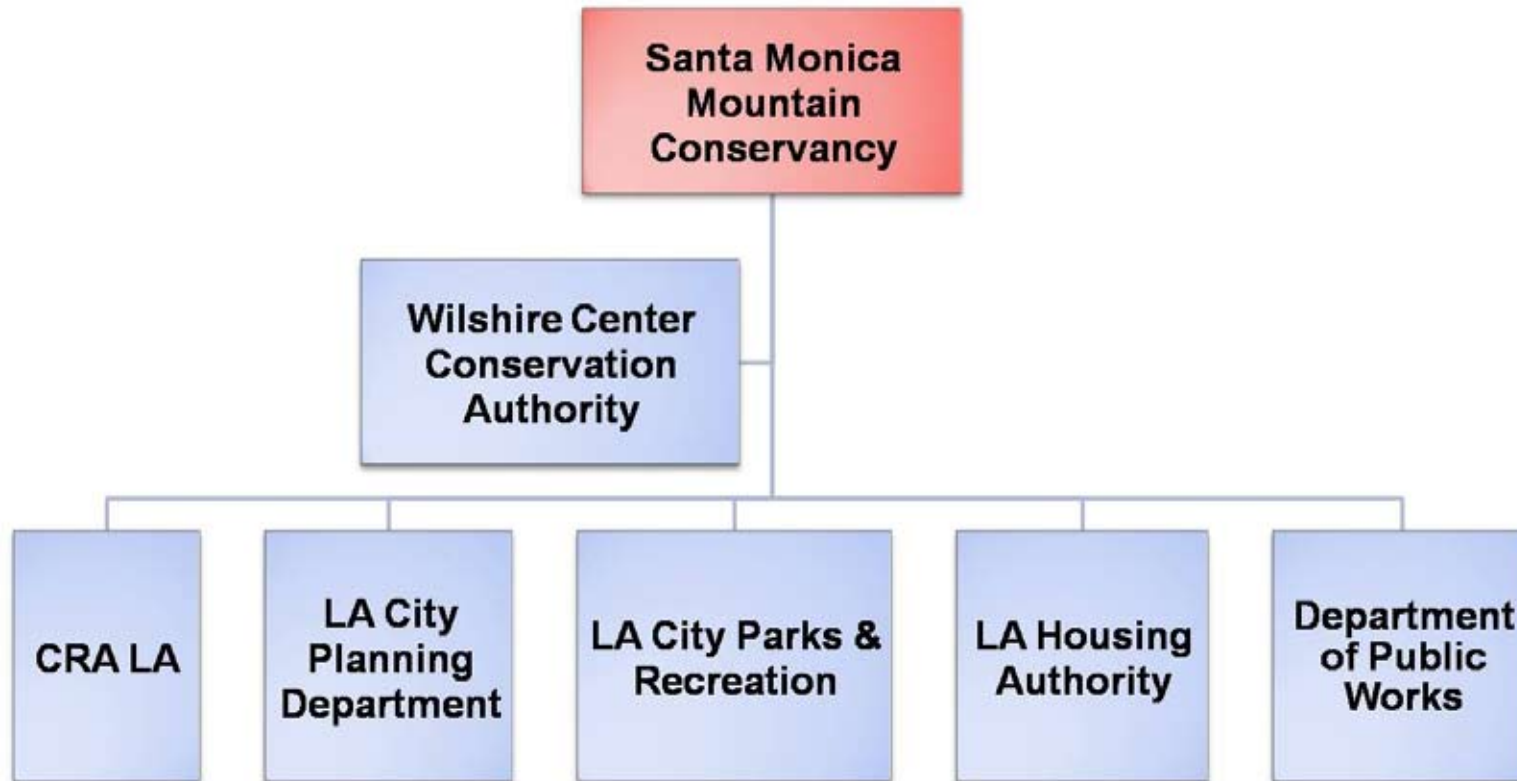 Santa Monica
Mountain
Conservancy
Wilshire Center
Conservation
Authority
CRA LA
LA City
Planning
Department
LA City Parks &
Recreation
LA Housing
Authority
Department
of Public
Works